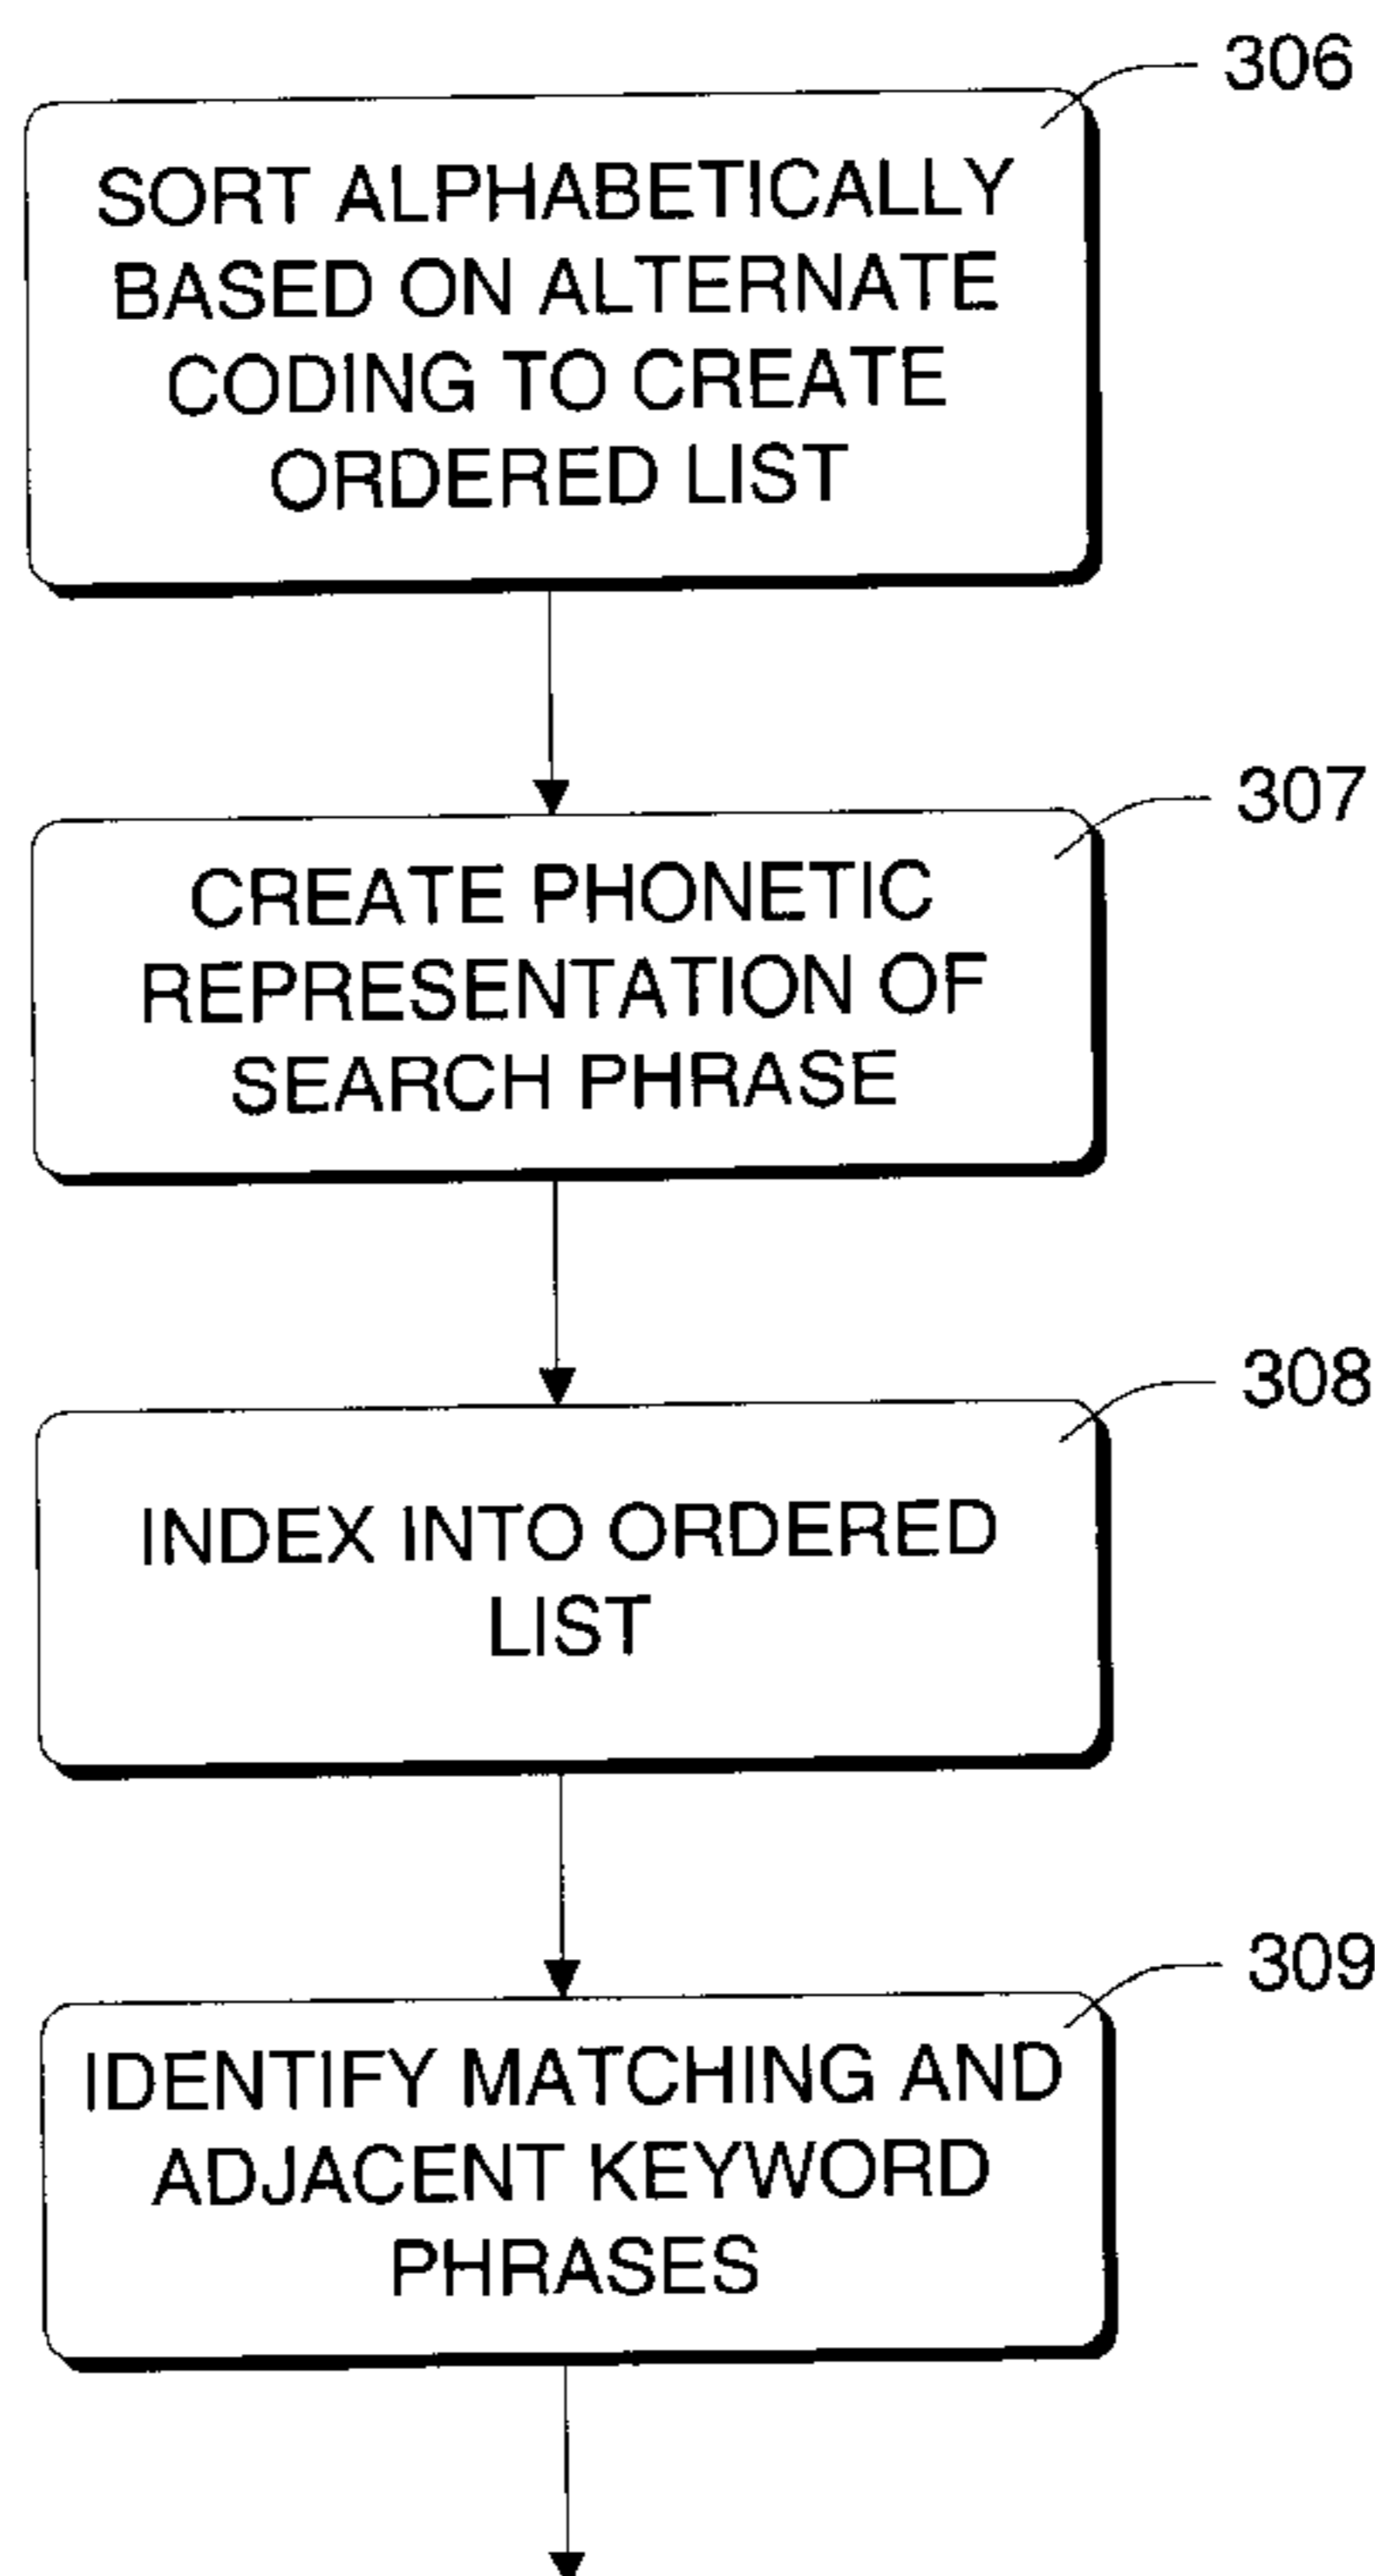 306
SORT ALPHABETICALLY
BASED ON ALTERNATE
CODING TO CREATE
ORDERED LIST
307
CREATE PHONETIC
REPRESENTATION OF
SEARCH PHRASE
308
INDEX INTO ORDERED
LIST
309
IDENTIFY MATCHING AND
ADJACENT KEYWORD
PHRASES